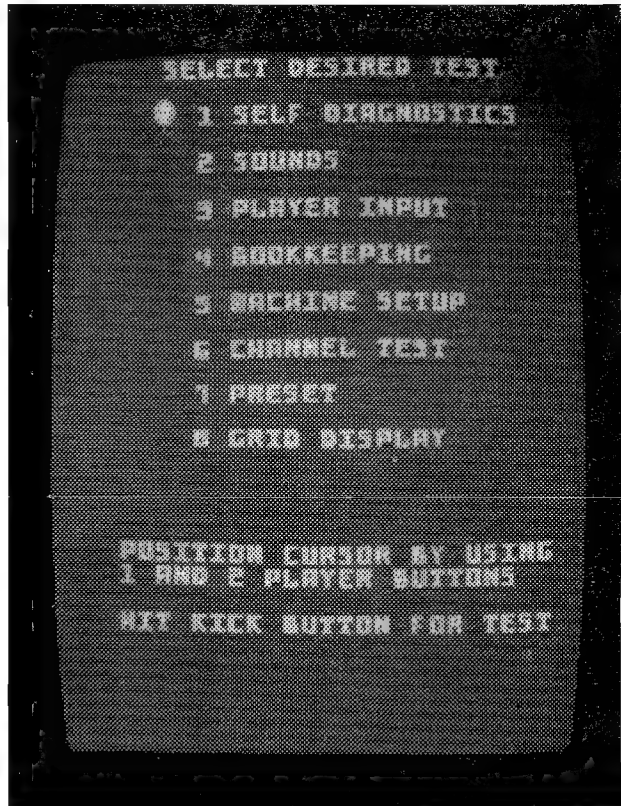 SELECT DESIRED TEST
1 SELF DIAGNOSTICS
2 SOUNDS
3 PLAYER INPUT
4 BOOKKEEPING
5 MACHINE SETUP
6 CHANNEL TEST
7 PRESET
8 GRID DISPLAY
POSITION CURSOR BY USING
1 AND 2 PLAYER BUTTONS
HIT KICK BUTTON FOR TEST